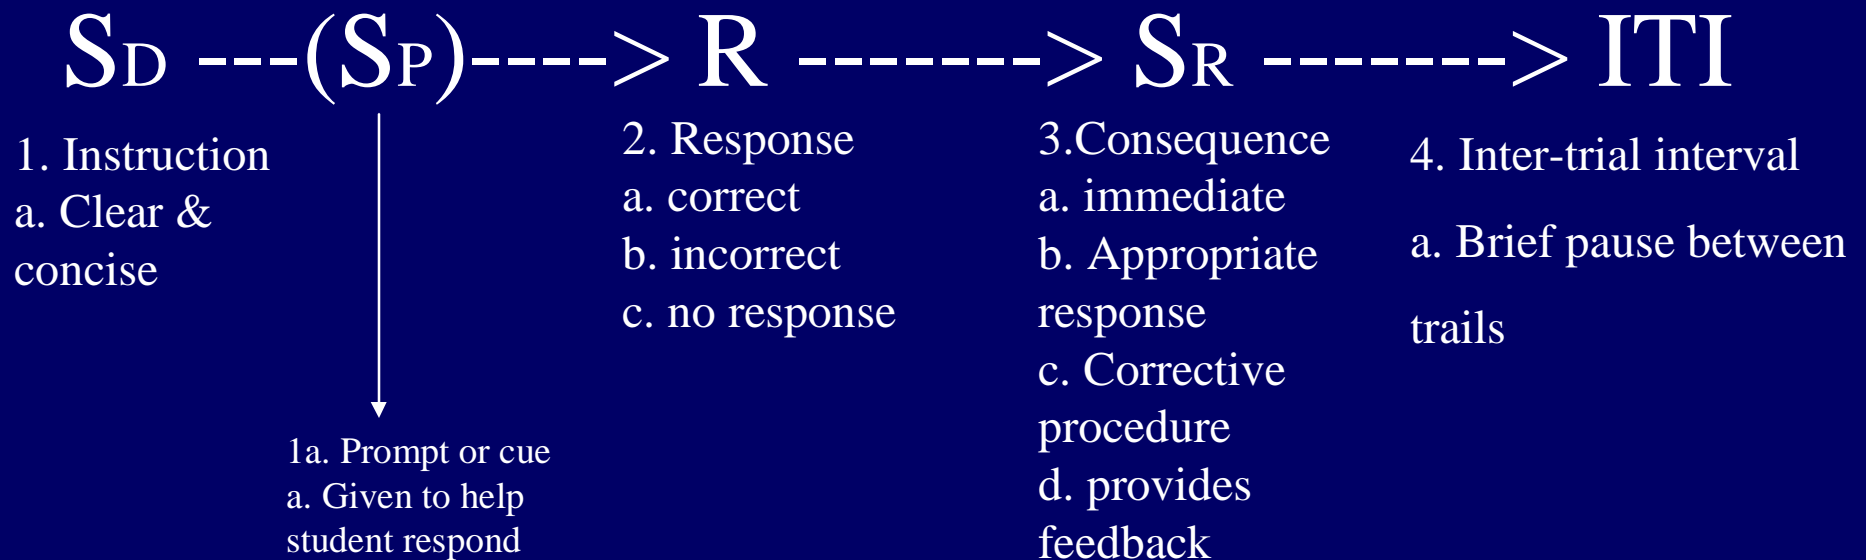 SD ---(SP)----> R -------> SR -------> ITI
1. Instruction
a. Clear &
concise
1a. Prompt or cue
a. Given to help
student respond
2. Response
a. correct
b. incorrect
c. no response
3.Consequence
a. immediate
b. Appropriate
response
c. Corrective
procedure
d. provides
feedback
4. Inter-trial interval
a. Brief pause between
trails